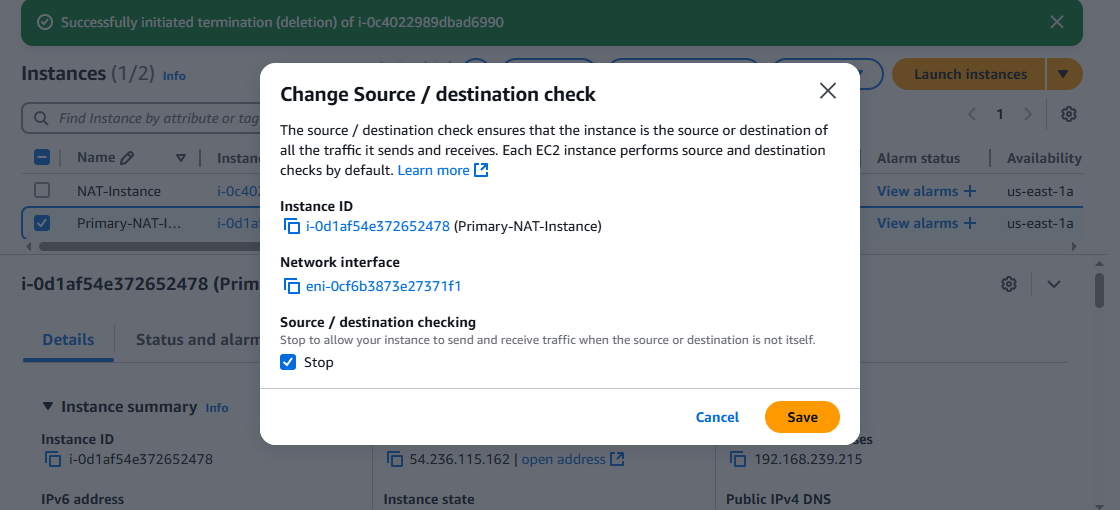 Successfully initiated termination (deletion) of i-0c4022989dbad6990
Instances (1/2) Info
Launch instances
Find Instance by attribute or tag
1
Name
Alarm status
Availability
NAT-Instance
i-0c40
View alarms +
us-east-1a
Primary-NAT-I...
i-0d1a
View alarms +
us-east-1a
Change Source / destination check
The source / destination check ensures that the instance is the source or destination of
all the traffic it sends and receives. Each EC2 instance performs source and destination
checks by default. Learn more
Instance ID
i-0d1af54e372652478 (Primary-NAT-Instance)
Network interface
eni-0cf6b3873e27371f1
Source / destination checking
Stop to allow your instance to send and receive traffic when the source or destination is not itself.
Stop
Cancel
Save
i-0d1af54e372652478 (Prim
Details
Status and alarm
Instance summary Info
Instance ID
i-0d1af54e372652478
54.236.115.162 | open address
192.168.239.215
IPv6 address
Instance state
Public IPv4 DNS